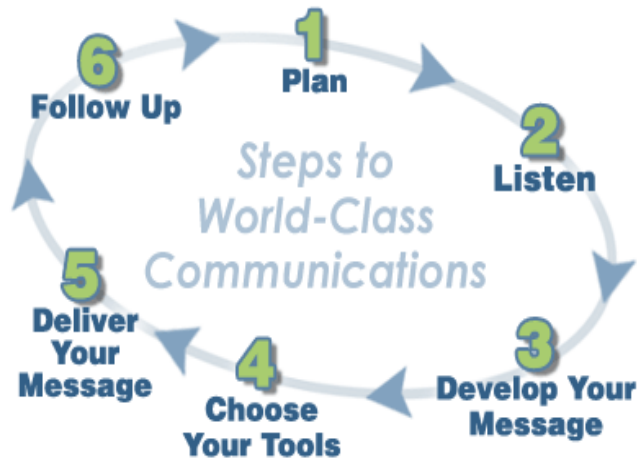 Steps to
World-Class
Communications
1
Plan
2
Listen
3
Develop Your
Message
4
Choose
Your Tools
5
Deliver
Your
Message
6
Follow Up